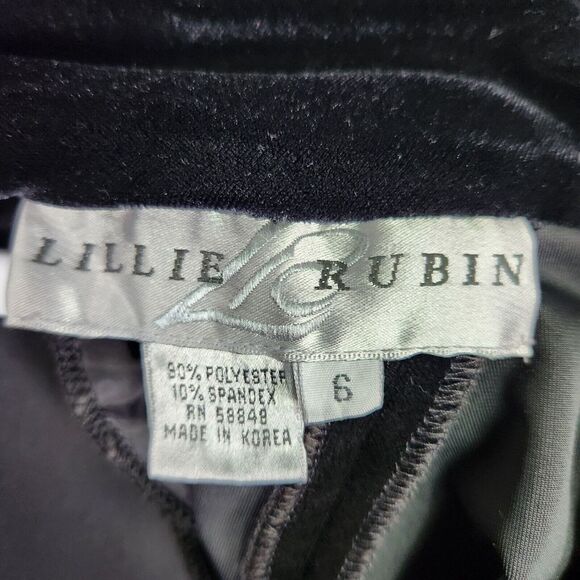 LILLIE RUBIN
90% POLYESTER
10% SPANDEX
RN 58848
MADE IN KOREA
6